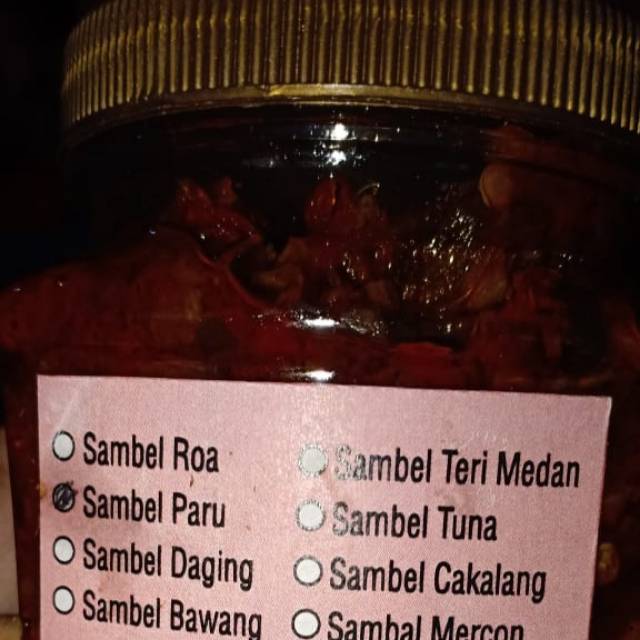 Sambel Roa
Sambel Paru
Sambel Daging
Sambel Bawang
Sambel Teri Medan
Sambel Tuna
Sambel Cakalang
Sambal Mercon